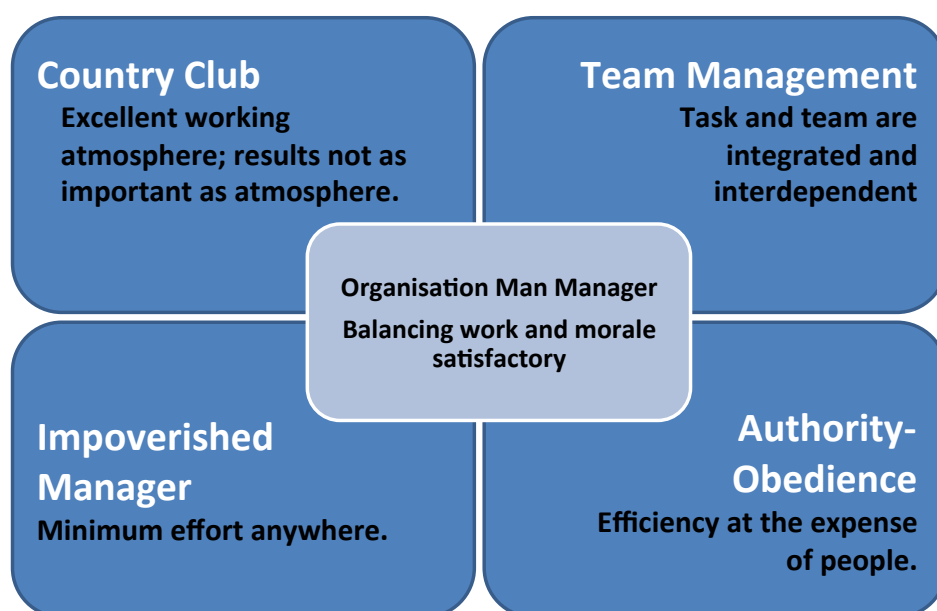 Country Club
Excellent working
atmosphere; results not as
important as atmosphere.
Team Management
Task and team are
integrated and
interdependent
Organisation Man Manager
Balancing work and morale
satisfactory
Impoverished
Manager
Minimum effort anywhere.
Authority-
Obedience
Efficiency at the expense
of people.